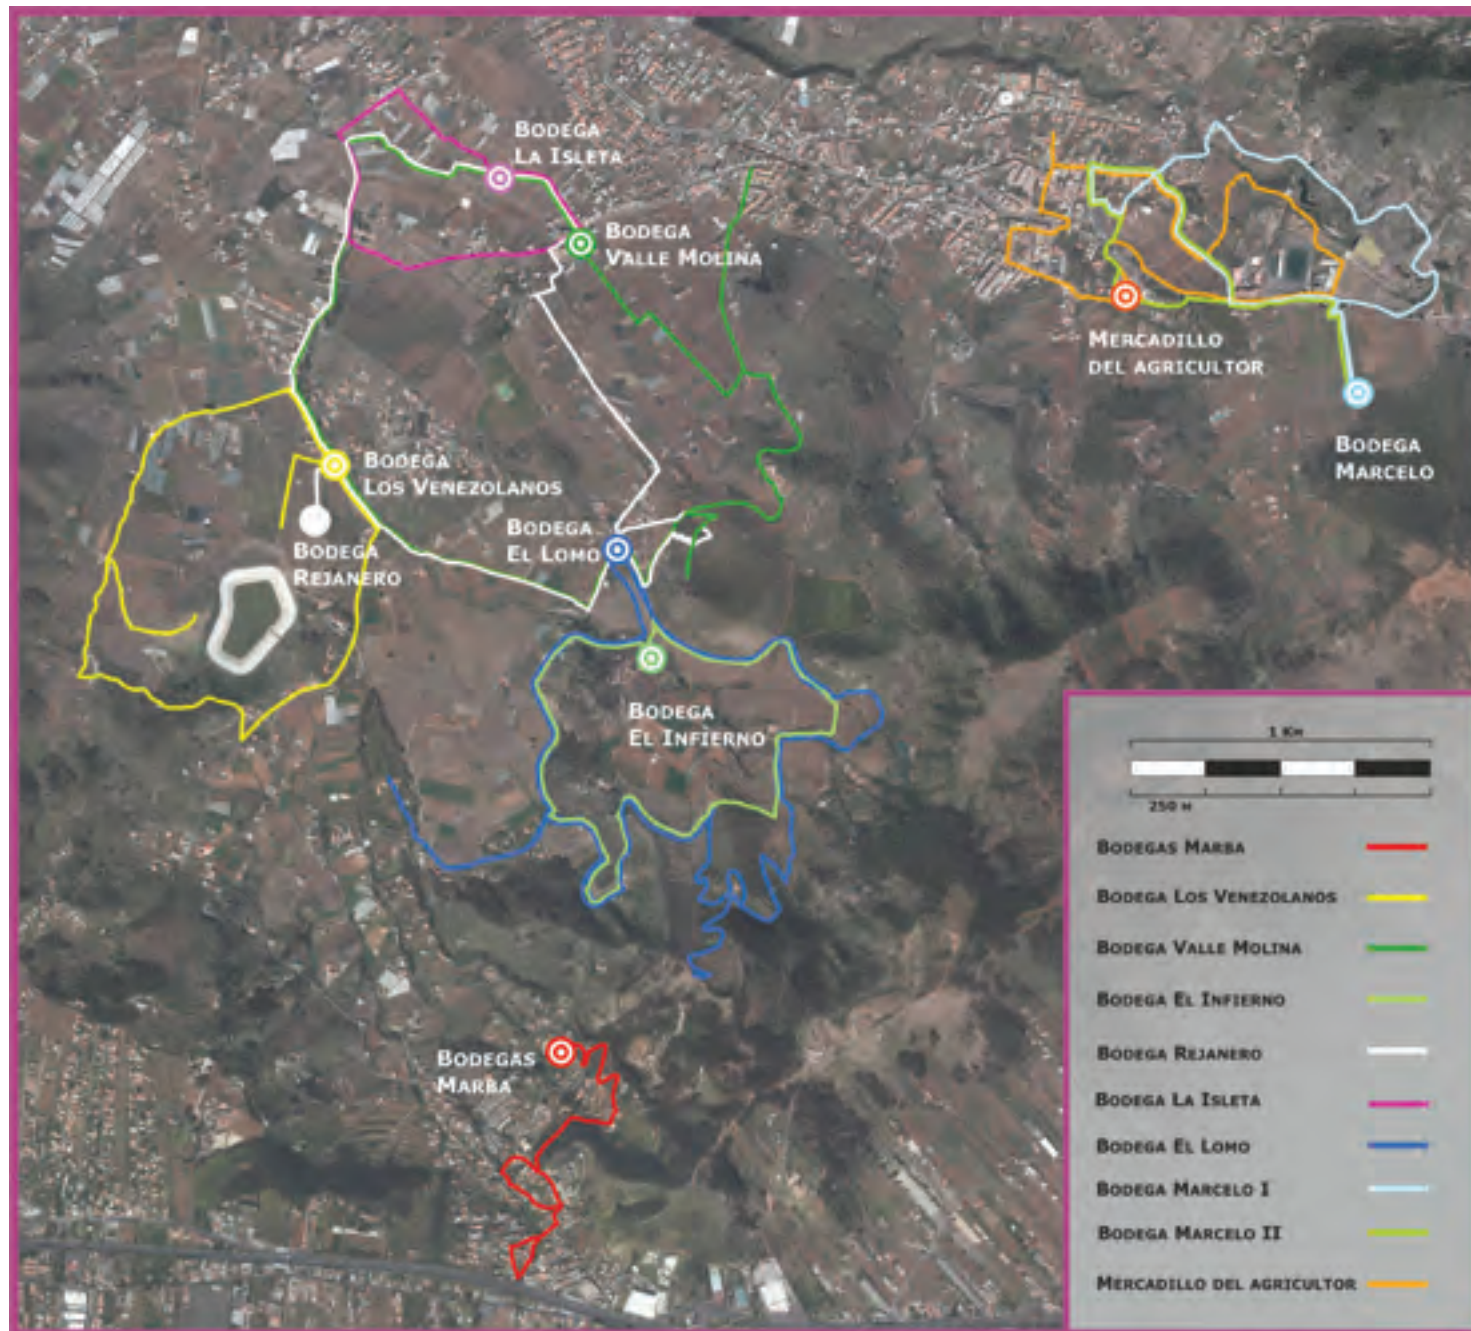 BODEGA
LA ISLETA
BODEGA
VALLE MOLINA
MERCADILLO
DEL AGRICULTOR
BODEGA
MARCELO
BODEGA
LOS VENEZOLANOS
BODEGA
EL LOMO
BODEGA
REJANERO
BODEGA
EL INFIERNO
BODEGAS
MARBA
1 KM
250 M
BODEGAS MARBA
BODEGA LOS VENEZOLANOS
BODEGA VALLE MOLINA
BODEGA EL INFIERNO
BODEGA REJANERO
BODEGA LA ISLETA
BODEGA EL LOMO
BODEGA MARCELO I
BODEGA MARCELO II
MERCADILLO DEL AGRICULTOR